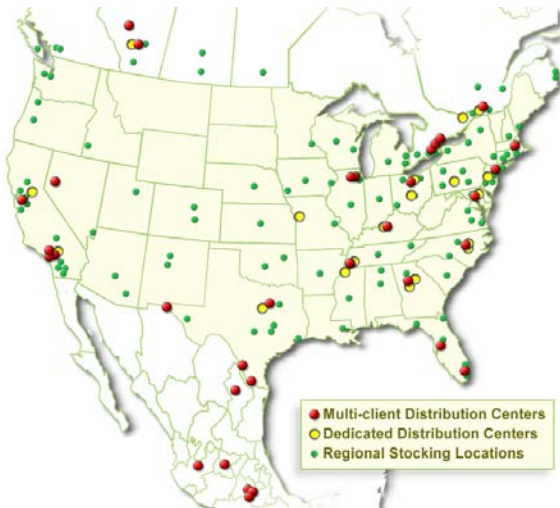 Multi-client Distribution Centers
Dedicated Distribution Centers
Regional Stocking Locations